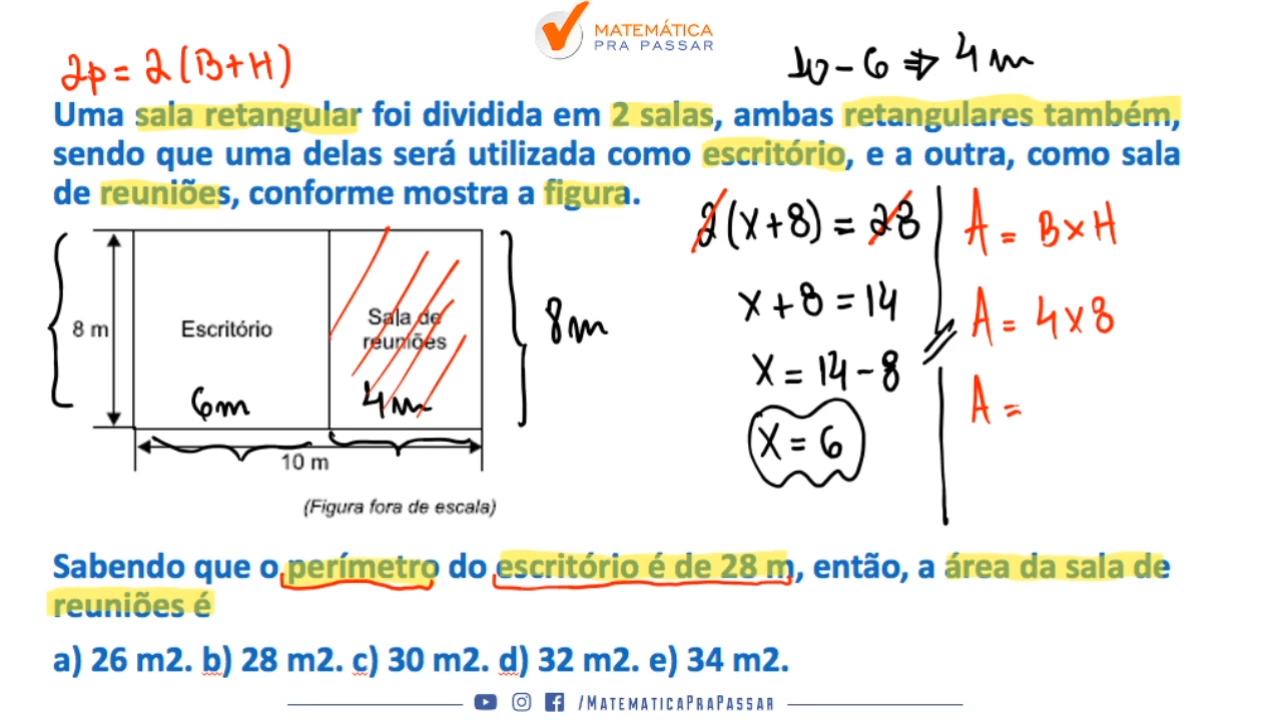 MATEMÁTICA
PRA PASSAR
2p = 2(B+H)
10 - 6 ⇒ 4m
Uma sala retangular foi dividida em 2 salas, ambas retangulares também,
sendo que uma delas será utilizada como escritório, e a outra, como sala
de reuniões, conforme mostra a figura.
8 m
Escritório
Sala de
reuniões
6m
4m
10 m
8m
(Figura fora de escala)
2(x+8) = 28
x + 8 = 14
x = 14 - 8
x = 6
A = B x H
A = 4 x 8
A =
Sabendo que o perímetro do escritório é de 28 m, então, a área da sala de
reuniões é
a) 26 m2. b) 28 m2. c) 30 m2. d) 32 m2. e) 34 m2.
/MatematicaPraPassar